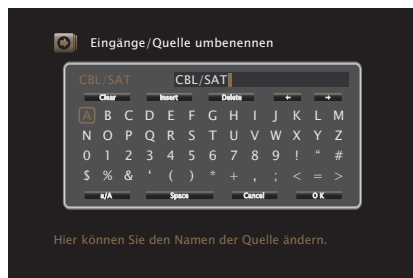 Eingänge/Quelle umbenennen
CBL/SAT CBL/SAT
Clear Insert Delete ← →
A B C D E F G H I J K L M
N O P Q R S T U V W X Y Z
0 1 2 3 4 5 6 7 8 9 ! “ #
$ % & ‘ ( ) * + , ; < = >
a/A Space Cancel OK
Hier können Sie den Namen der Quelle ändern.